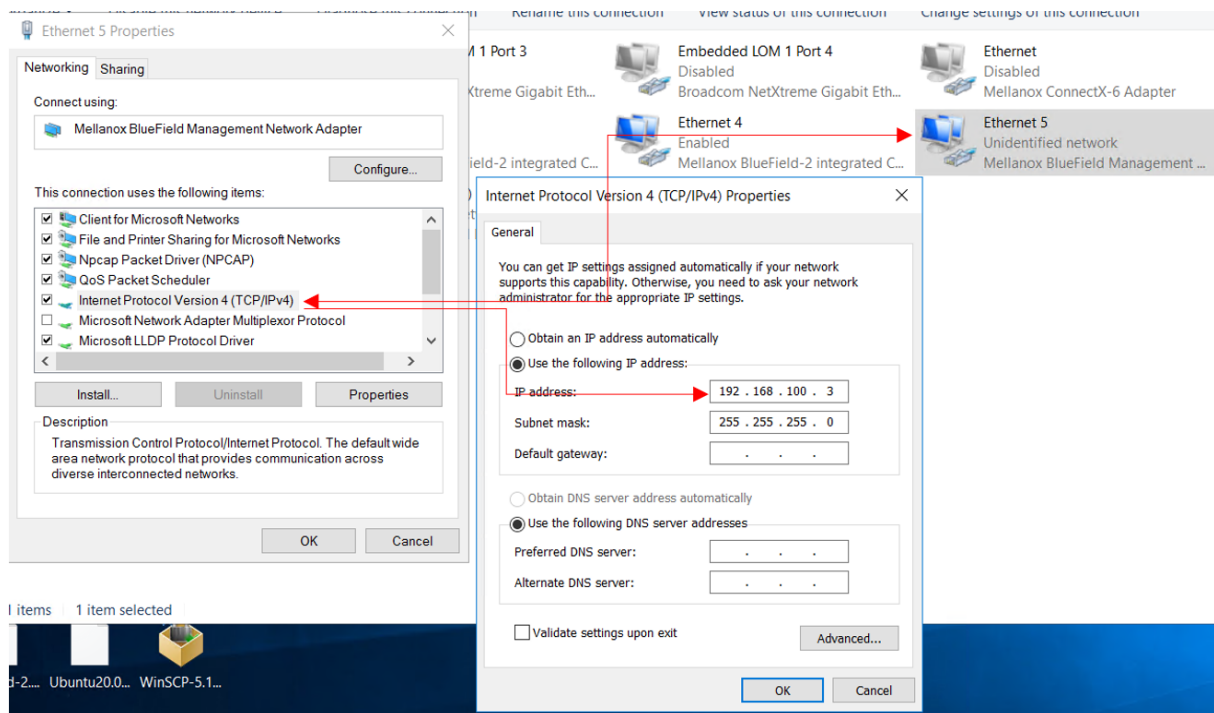 Rename this connection
View status of this connection
Change settings of this connection
Ethernet 5 Properties
Networking
Sharing
Connect using:
Mellanox BlueField Management Network Adapter
Configure...
This connection uses the following items:
Client for Microsoft Networks
File and Printer Sharing for Microsoft Networks
Npcap Packet Driver (NPCAP)
QoS Packet Scheduler
Internet Protocol Version 4 (TCP/IPv4)
Microsoft Network Adapter Multiplexor Protocol
Microsoft LLDP Protocol Driver
Install...
Uninstall
Properties
Description
Transmission Control Protocol/Internet Protocol. The default wide
area network protocol that provides communication across
diverse interconnected networks.
OK
Cancel
1 Port 3
Xtreme Gigabit Eth...
Embedded LOM 1 Port 4
Disabled
Broadcom NetXtreme Gigabit Eth...
Ethernet
Disabled
Mellanox ConnectX-6 Adapter
ield-2 integrated C...
Ethernet 4
Enabled
Mellanox BlueField-2 integrated C...
Ethernet 5
Unidentified network
Mellanox BlueField Management ...
Internet Protocol Version 4 (TCP/IPv4) Properties
General
You can get IP settings assigned automatically if your network
supports this capability. Otherwise, you need to ask your network
administrator for the appropriate IP settings.
Obtain an IP address automatically
Use the following IP address:
IP address: 192 . 168 . 100 . 3
Subnet mask: 255 . 255 . 255 . 0
Default gateway: . . .
Obtain DNS server address automatically
Use the following DNS server addresses
Preferred DNS server: . . .
Alternate DNS server: . . .
Validate settings upon exit
Advanced...
OK
Cancel
items
1 item selected
d-2....
Ubuntu20.0...
WinSCP-5.1...